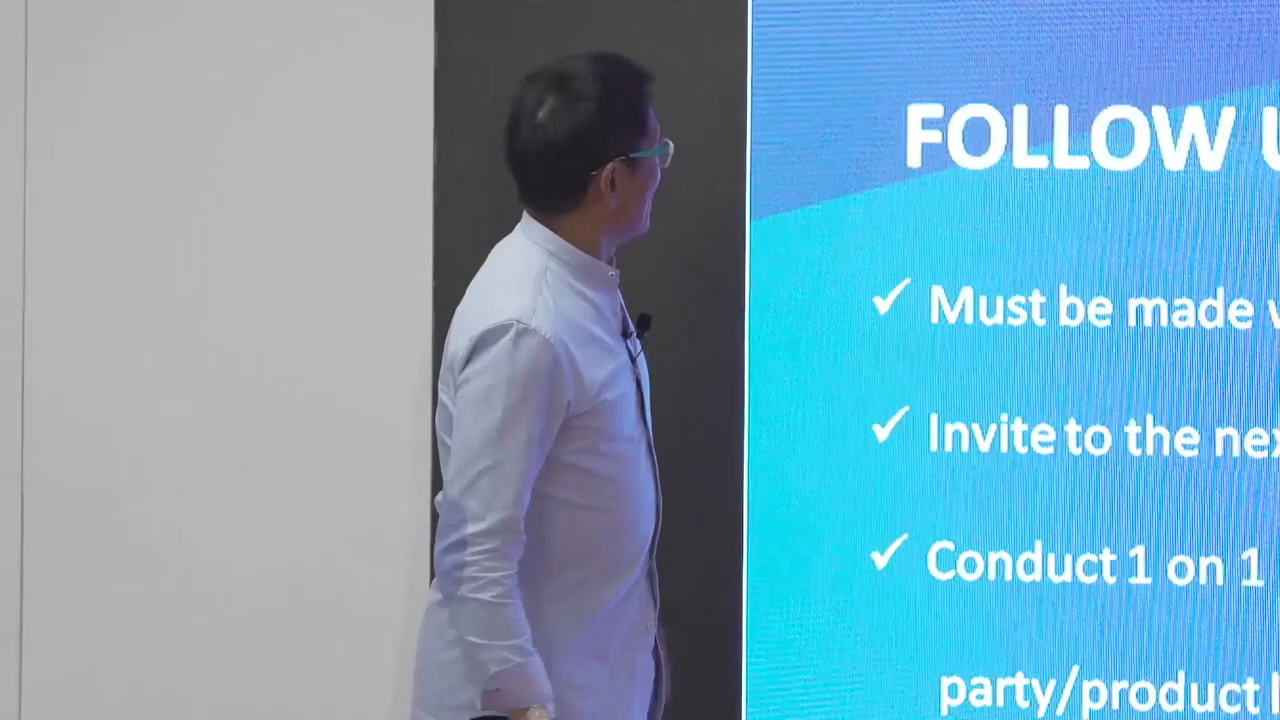 FOLLOW
✓ Must be made
✓ Invite to the
✓ Conduct 1 on 1
party/product